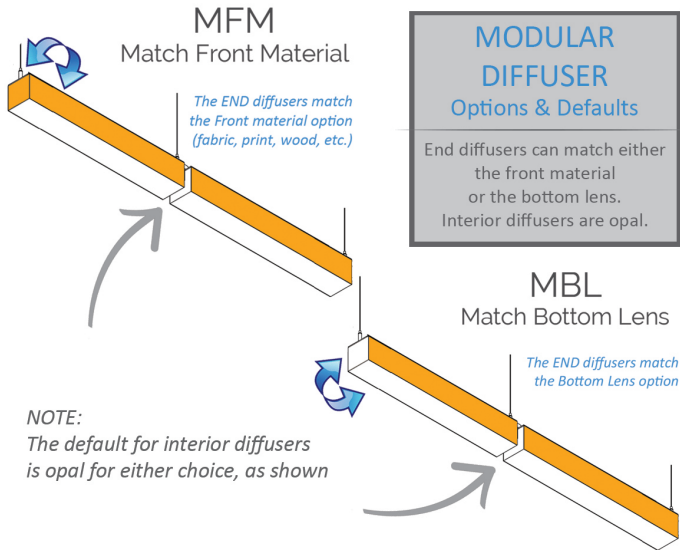 MFM
Match Front Material
The END diffusers match
the Front material option
(fabric, print, wood, etc.)
MODULAR
DIFFUSER
Options & Defaults
End diffusers can match either
the front material
or the bottom lens.
Interior diffusers are opal.
MBL
Match Bottom Lens
The END diffusers match
the Bottom Lens option
NOTE:
The default for interior diffusers
is opal for either choice, as shown